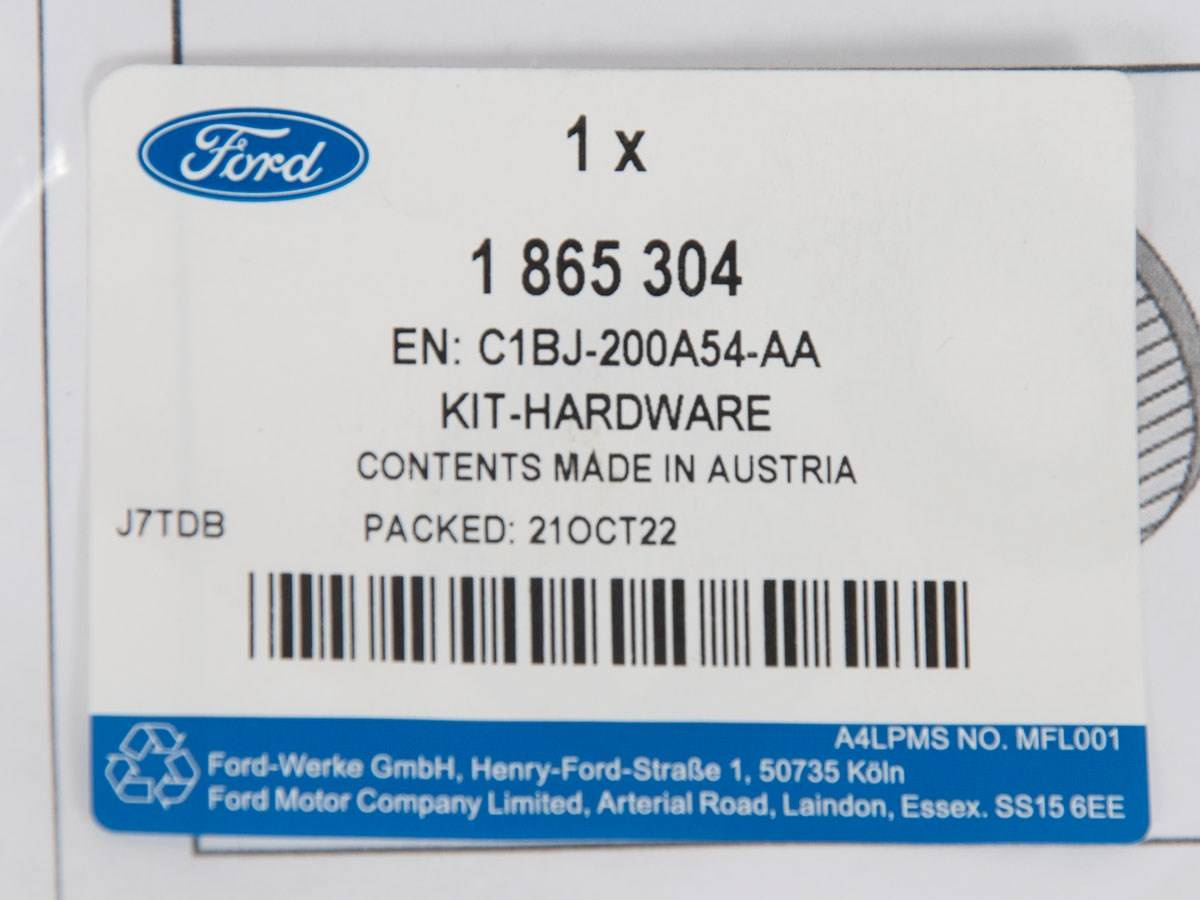 Ford
1 x
1 865 304
EN: C1BJ-200A54-AA
KIT-HARDWARE
CONTENTS MADE IN AUSTRIA
J7TDB PACKED: 21OCT22
A4LPMS NO. MFL001
Ford-Werke GmbH, Henry-Ford-Straße 1, 50735 Köln
Ford Motor Company Limited, Arterial Road, Laindon, Essex. SS15 6EE